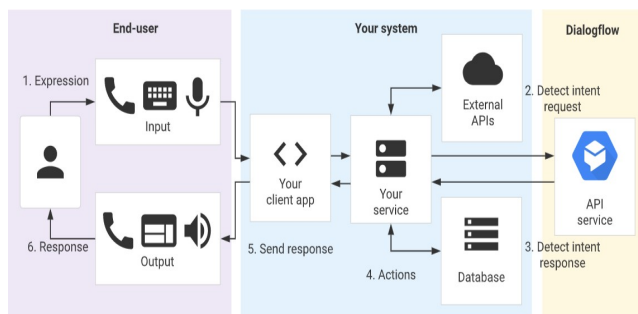 End-user
Your system
Dialogflow
1. Expression
Input
External
APIs
2. Detect intent
request
Your
client app
Your
service
API
service
6. Response
Output
5. Send response
4. Actions
Database
3. Detect intent
response